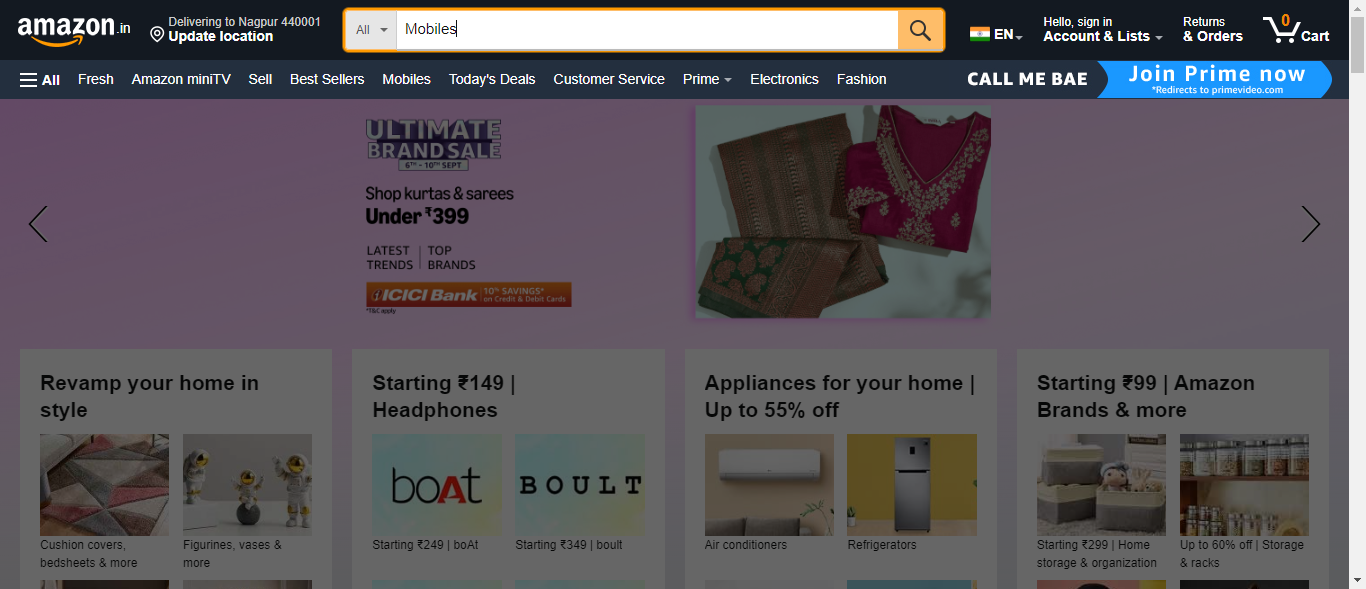 amazon.in
Delivering to Nagpur 440001
Update location
All
Mobiles
EN
Hello, sign in
Account & Lists
Returns
& Orders
0
Cart
All Fresh Amazon miniTV Sell Best Sellers Mobiles Today's Deals Customer Service Prime Electronics Fashion
CALL ME BAE
Join Prime now
*Redirects to primevideo.com
ULTIMATE
BRAND SALE
6TH - 10TH SEPT
Shop kurtas & sarees
Under ₹399
LATEST TRENDS | TOP BRANDS
ICICI Bank
10% SAVINGS*
on Credit & Debit Cards
*T&C apply
Revamp your home in
style
Cushion covers,
bedsheets & more
Figurines, vases &
more
Starting ₹149 |
Headphones
boAt
BOULT
Starting ₹249 | boAt
Starting ₹349 | boult
Appliances for your home |
Up to 55% off
Air conditioners
Refrigerators
Starting ₹99 | Amazon
Brands & more
Starting ₹299 | Home
storage & organization
Up to 60% off | Storage
& racks